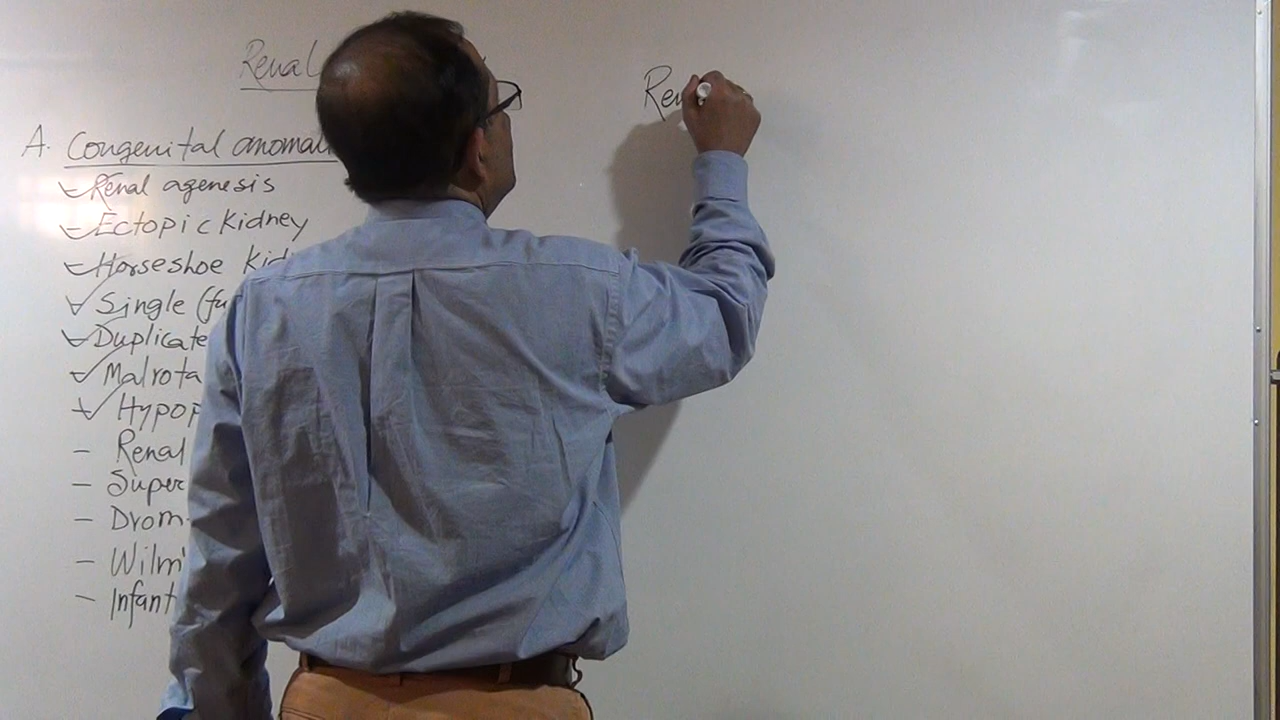 Renal
A. Congenital anomal
- Renal agenesis
- Ectopic kidney
- Horseshoe kid
- Single (fu
- Duplicate
- Malrota
- Hypop
- Renal
- Super
- Drom
- Wilm'
- Infant
Ren